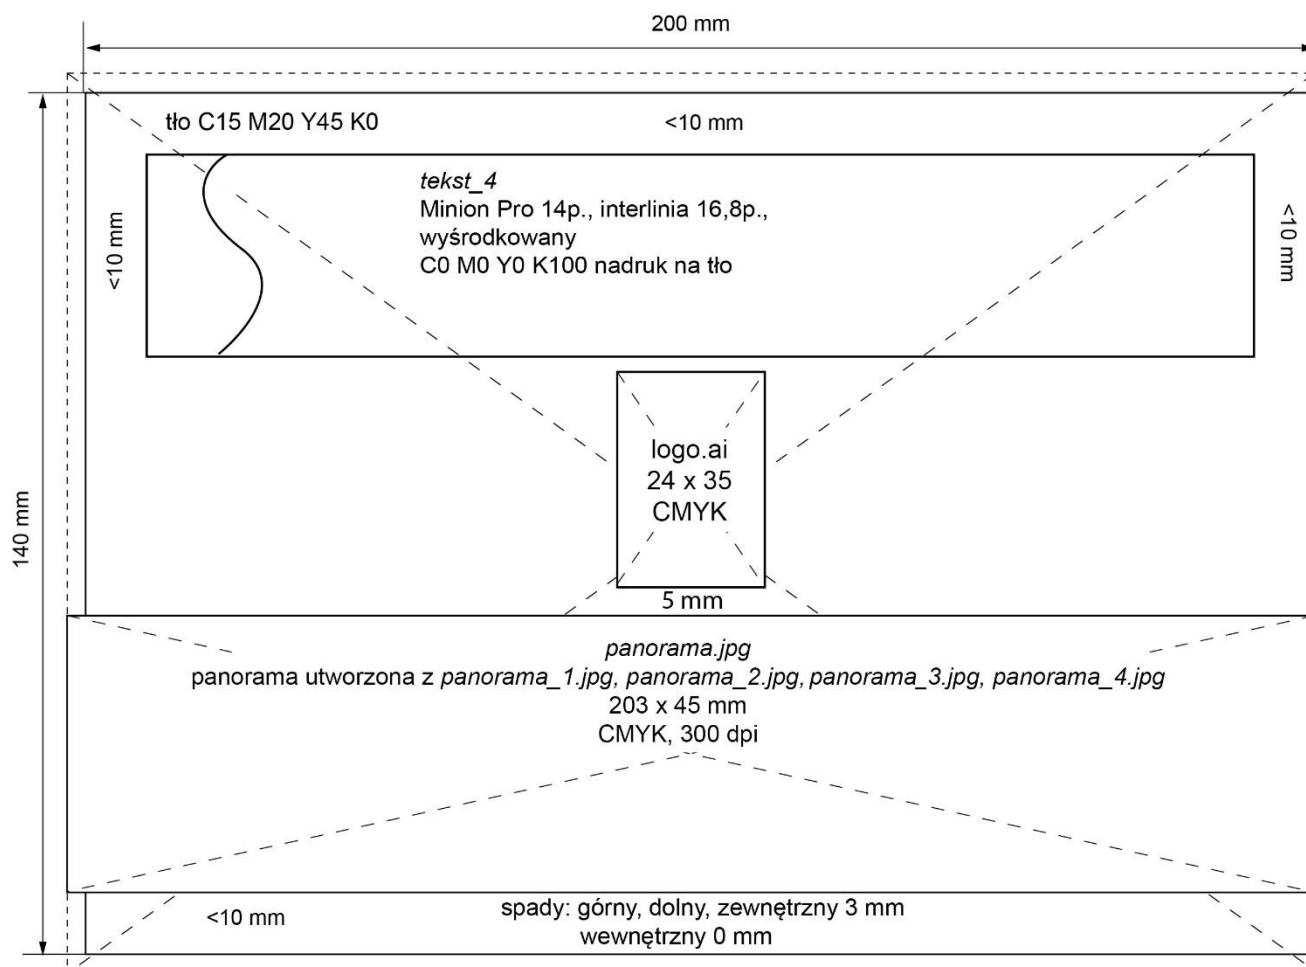 200 mm
tło C15 M20 Y45 K0
<10 mm
tekst_4
Minion Pro 14p., interlinia 16,8p.,
wyśrodkowany
C0 M0 Y0 K100 nadruk na tło
<10 mm
<10 mm
logo.ai
24 x 35
CMYK
140 mm
5 mm
panorama.jpg
panorama utworzona z panorama_1.jpg, panorama_2.jpg, panorama_3.jpg, panorama_4.jpg
203 x 45 mm
CMYK, 300 dpi
<10 mm
spady: górny, dolny, zewnętrzny 3 mm
wewnętrzny 0 mm